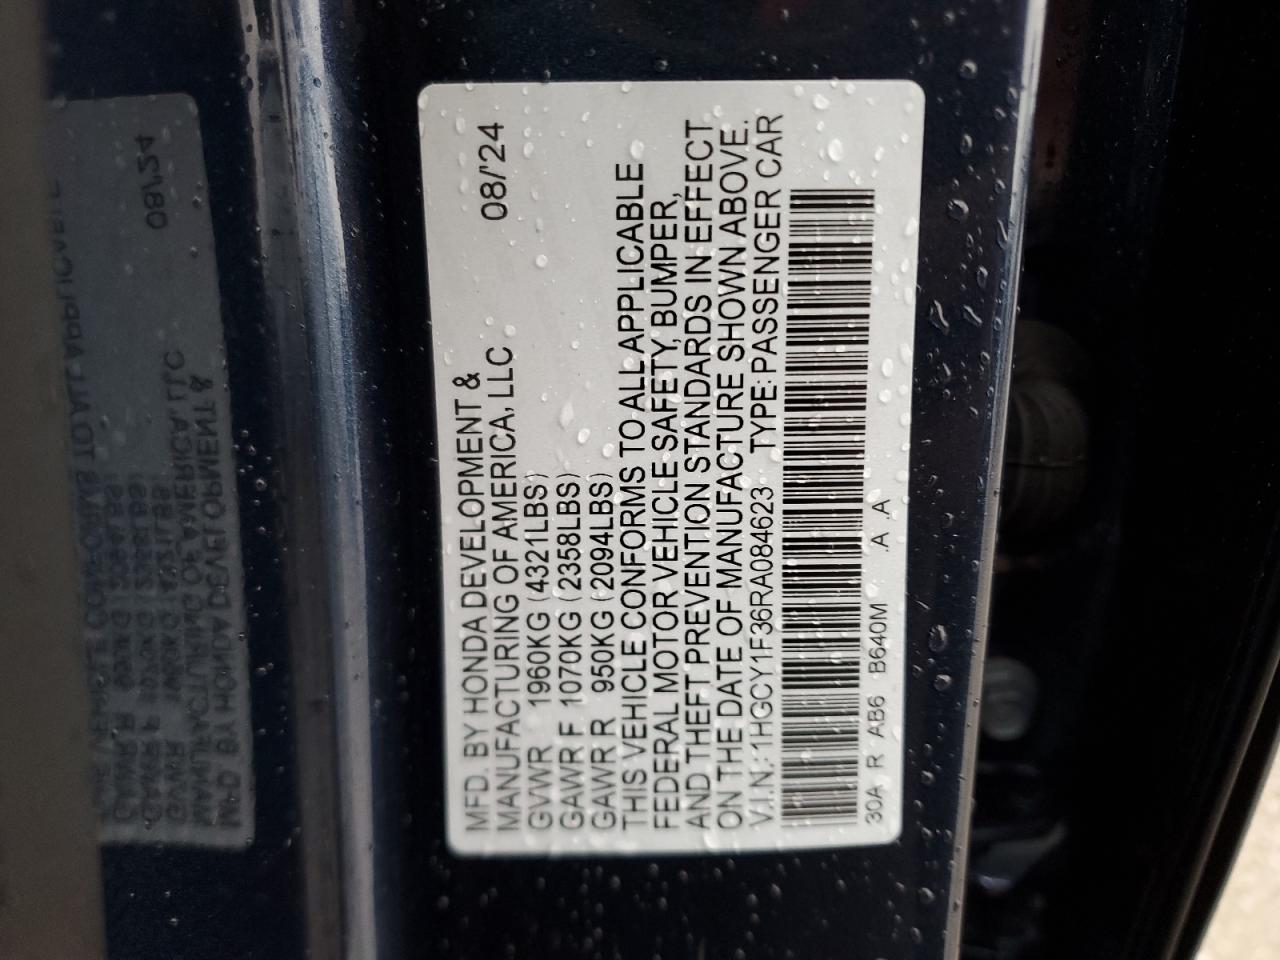 MFD. BY HONDA DEVELOPMENT & 08/'24
MANUFACTURING OF AMERICA, LLC
GVWR 1960KG (4321LBS)
GAWR F 1070KG (2358LBS)
GAWR R 950KG (2094LBS)
THIS VEHICLE CONFORMS TO ALL APPLICABLE
FEDERAL MOTOR VEHICLE SAFETY, BUMPER,
AND THEFT PREVENTION STANDARDS IN EFFECT
ON THE DATE OF MANUFACTURE SHOWN ABOVE.
V.I.N.: 1HGCY1F36RA084623 TYPE: PASSENGER CAR
30A R AB6 B640M .A .A